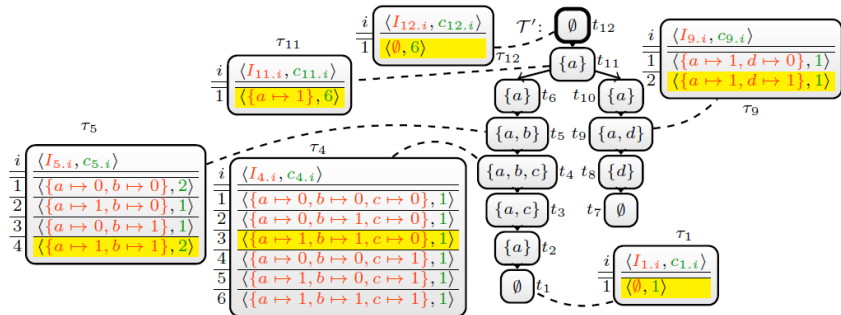 i ⟨I₁₂.ᵢ, c₁₂.ᵢ⟩
1 ⟨∅, 6⟩
τ₁₂
𝒯′: ∅ t₁₂
τ₁₁
i ⟨I₁₁.ᵢ, c₁₁.ᵢ⟩
1 ⟨{a ↦ 1}, 6⟩
{a} t₁₁
i ⟨I₉.ᵢ, c₉.ᵢ⟩
1 ⟨{a ↦ 1, d ↦ 0}, 1⟩
2 ⟨{a ↦ 1, d ↦ 1}, 1⟩
τ₉
{a} t₆
t₁₀ {a}
{a, b} t₅
t₉ {a, d}
{a, b, c} t₄
t₈ {d}
{a, c} t₃
t₇ ∅
{a} t₂
∅ t₁
τ₅
i ⟨I₅.ᵢ, c₅.ᵢ⟩
1 ⟨{a ↦ 0, b ↦ 0}, 2⟩
2 ⟨{a ↦ 1, b ↦ 0}, 1⟩
3 ⟨{a ↦ 0, b ↦ 1}, 1⟩
4 ⟨{a ↦ 1, b ↦ 1}, 2⟩
τ₄
i ⟨I₄.ᵢ, c₄.ᵢ⟩
1 ⟨{a ↦ 0, b ↦ 0, c ↦ 0}, 1⟩
2 ⟨{a ↦ 0, b ↦ 1, c ↦ 0}, 1⟩
3 ⟨{a ↦ 1, b ↦ 1, c ↦ 0}, 1⟩
4 ⟨{a ↦ 0, b ↦ 0, c ↦ 1}, 1⟩
5 ⟨{a ↦ 1, b ↦ 0, c ↦ 1}, 1⟩
6 ⟨{a ↦ 1, b ↦ 1, c ↦ 1}, 1⟩
τ₁
i ⟨I₁.ᵢ, c₁.ᵢ⟩
1 ⟨∅, 1⟩